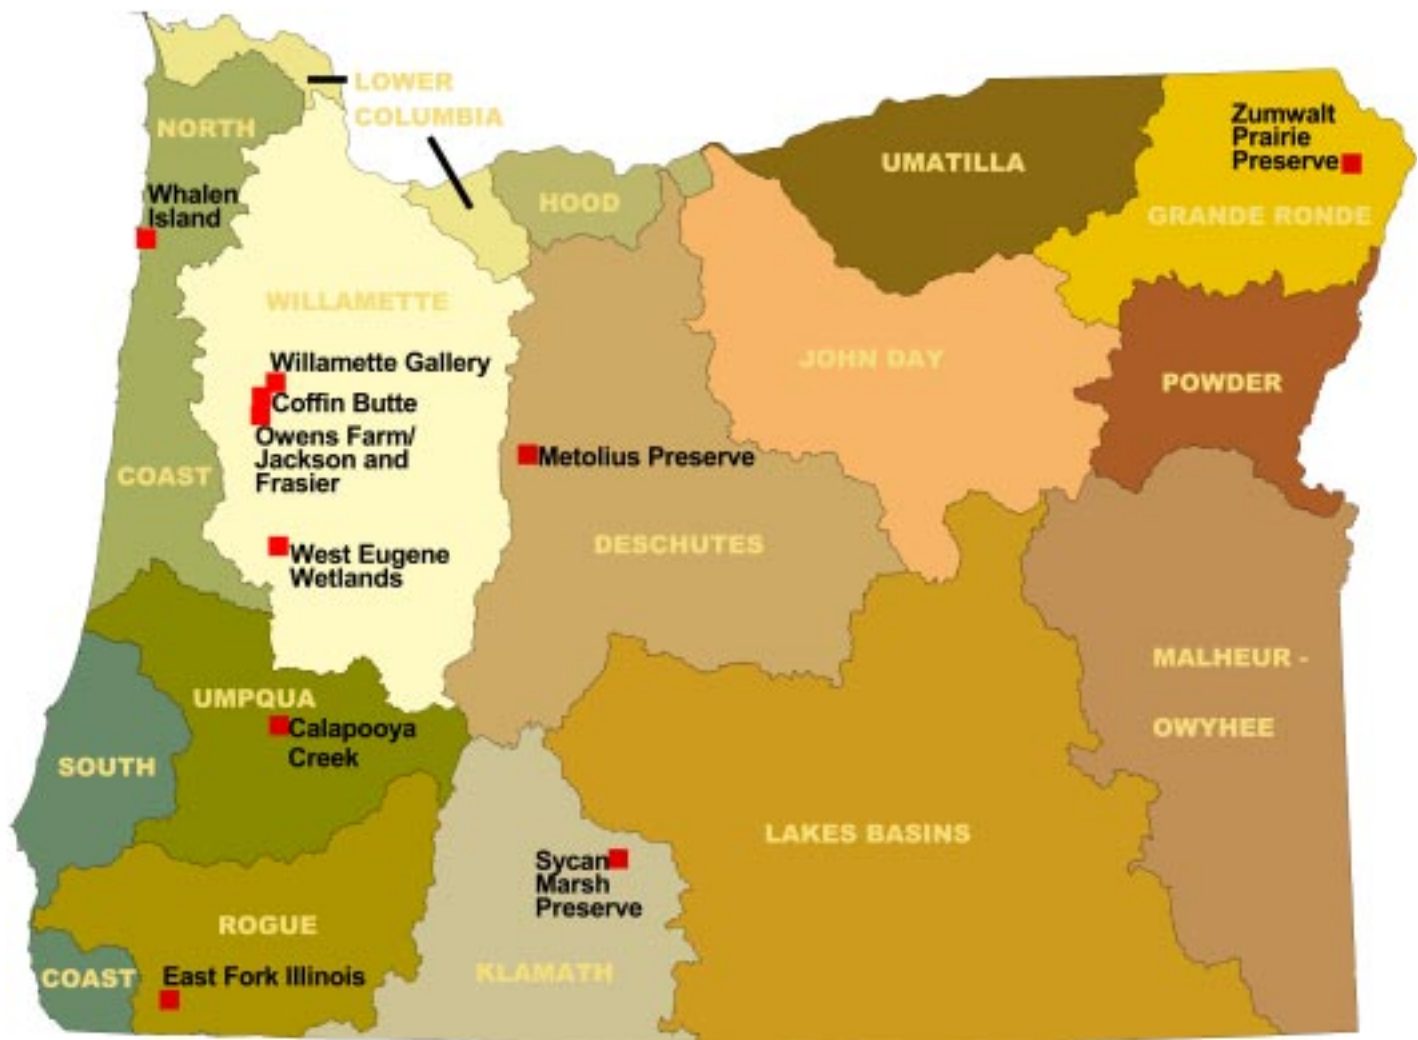 LOWER
COLUMBIA
NORTH
Zumwalt
Prairie
Preserve
UMATILLA
Whalen
Island
HOOD
GRANDE RONDE
WILLAMETTE
Willamette Gallery
JOHN DAY
POWDER
Coffin Butte
Owens Farm/
Jackson and
Frasier
Metolius Preserve
COAST
DESCHUTES
West Eugene
Wetlands
MALHEUR -
OWYHEE
UMPQUA
Calapooya
Creek
SOUTH
LAKES BASINS
Sycan
Marsh
Preserve
ROGUE
KLAMATH
COAST
East Fork Illinois